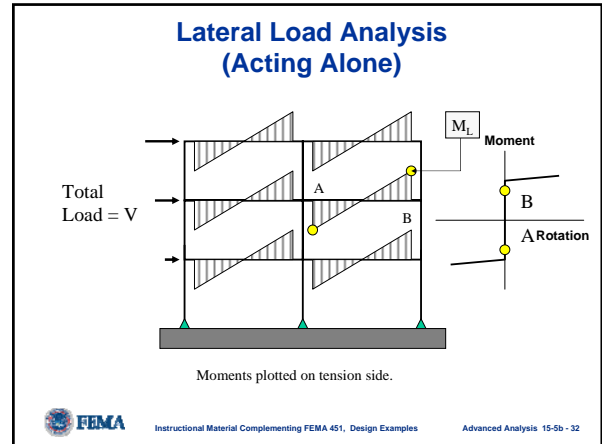 Lateral Load Analysis
(Acting Alone)
M_L
Moment
Total
Load = V
A
B
B
A
Rotation
Moments plotted on tension side.
FEMA
Instructional Material Complementing FEMA 451, Design Examples
Advanced Analysis 15-5b - 32